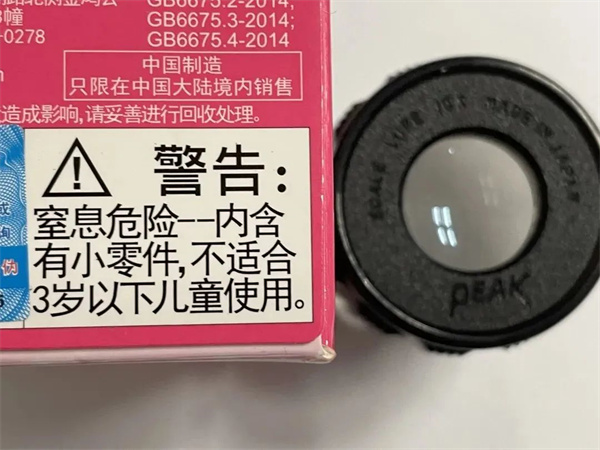 GB6675.2-2014;
3幢
GB6675.3-2014;
-0278
GB6675.4-2014
中国制造
只限在中国大陆境内销售
造成影响,请妥善进行回收处理。
警告:
窒息危险--内含
有小零件,不适合
3岁以下儿童使用。
伪
SCALE LUPE 10X MADE IN JAPAN
PEAK